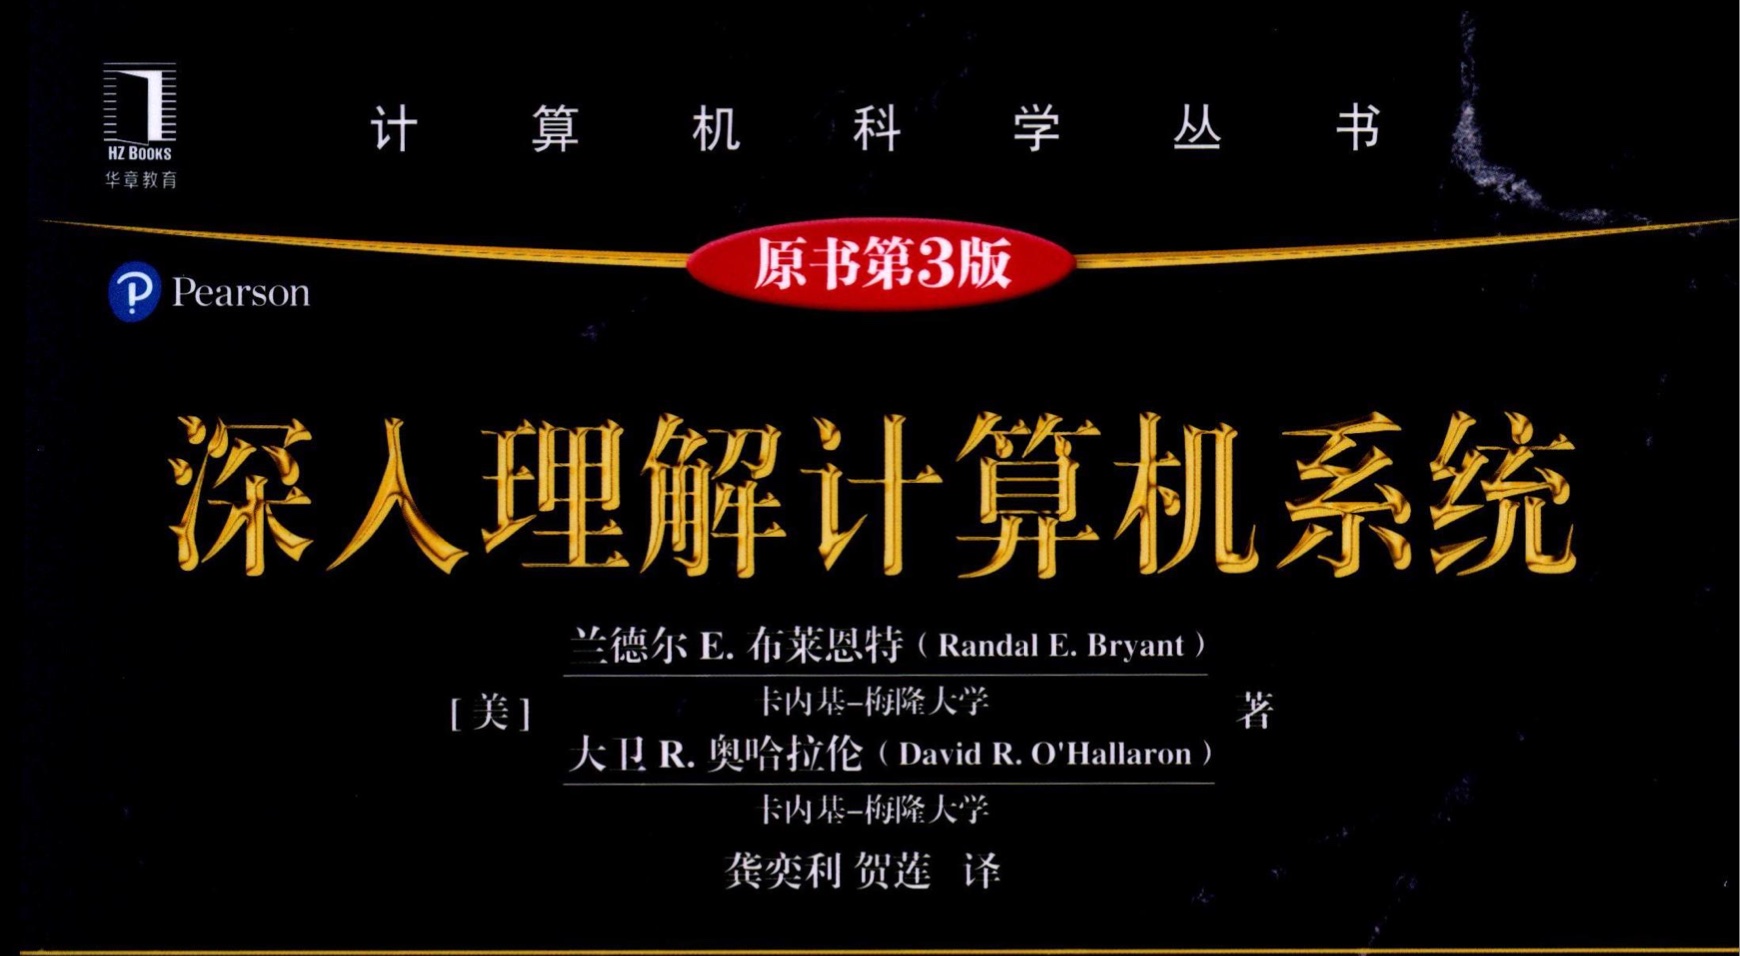 计算机科学丛书
HZ BOOKS
华章教育
原书第3版
Pearson
深入理解计算机系统
兰德尔 E. 布莱恩特（Randal E. Bryant）
卡内基-梅隆大学
[美] 著
大卫 R. 奥哈拉伦（David R. O'Hallaron）
卡内基-梅隆大学
龚奕利 贺莲 译